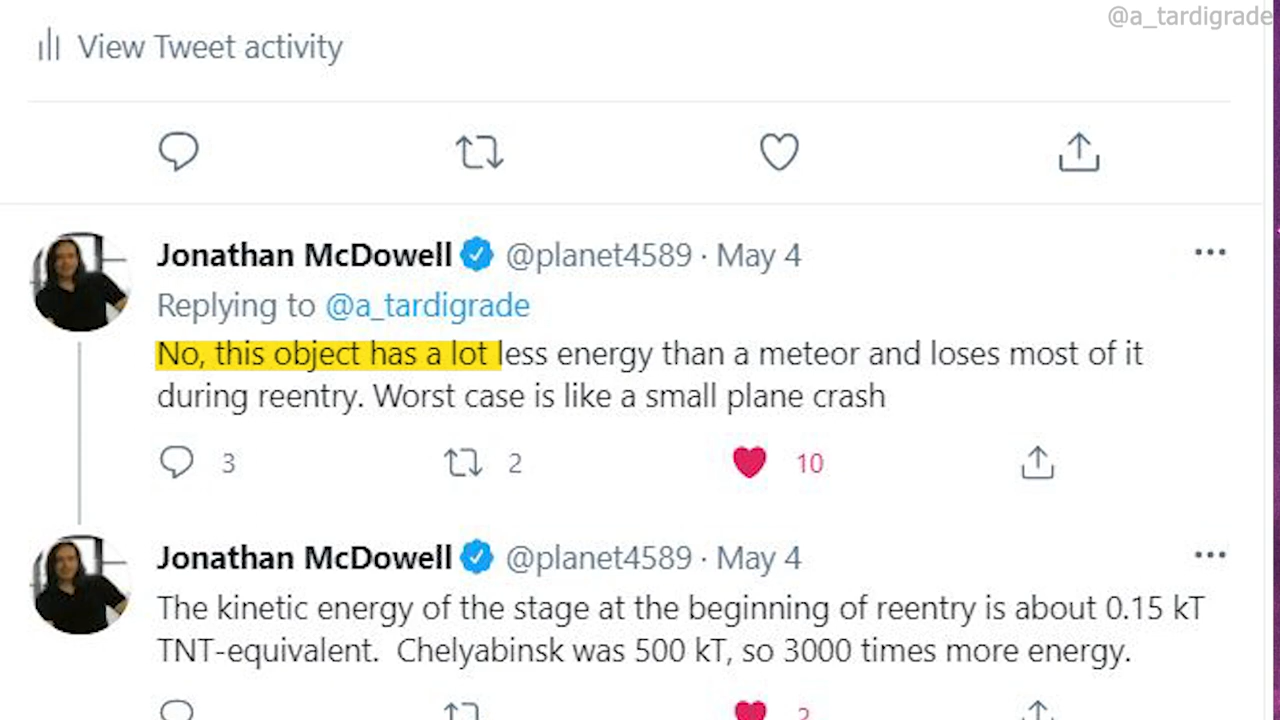 @a_tardigrade
View Tweet activity
Jonathan McDowell @planet4589 · May 4
Replying to @a_tardigrade
No, this object has a lot less energy than a meteor and loses most of it
during reentry. Worst case is like a small plane crash
3 2 10
Jonathan McDowell @planet4589 · May 4
The kinetic energy of the stage at the beginning of reentry is about 0.15 kT
TNT-equivalent.  Chelyabinsk was 500 kT, so 3000 times more energy.
2